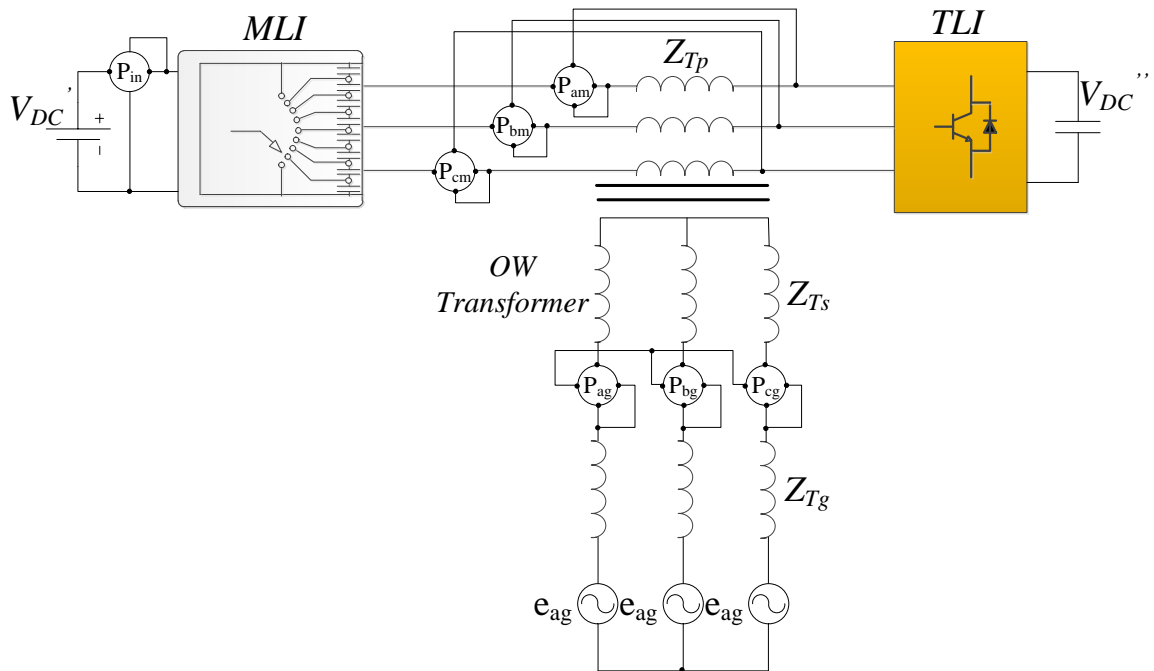 MLI
TLI
Z_Tp
P_in
P_am
V_DC'
V_DC''
+
P_bm
P_cm
OW
Transformer
Z_Ts
P_ag
P_bg
P_cg
Z_Tg
e_ag
e_ag
e_ag